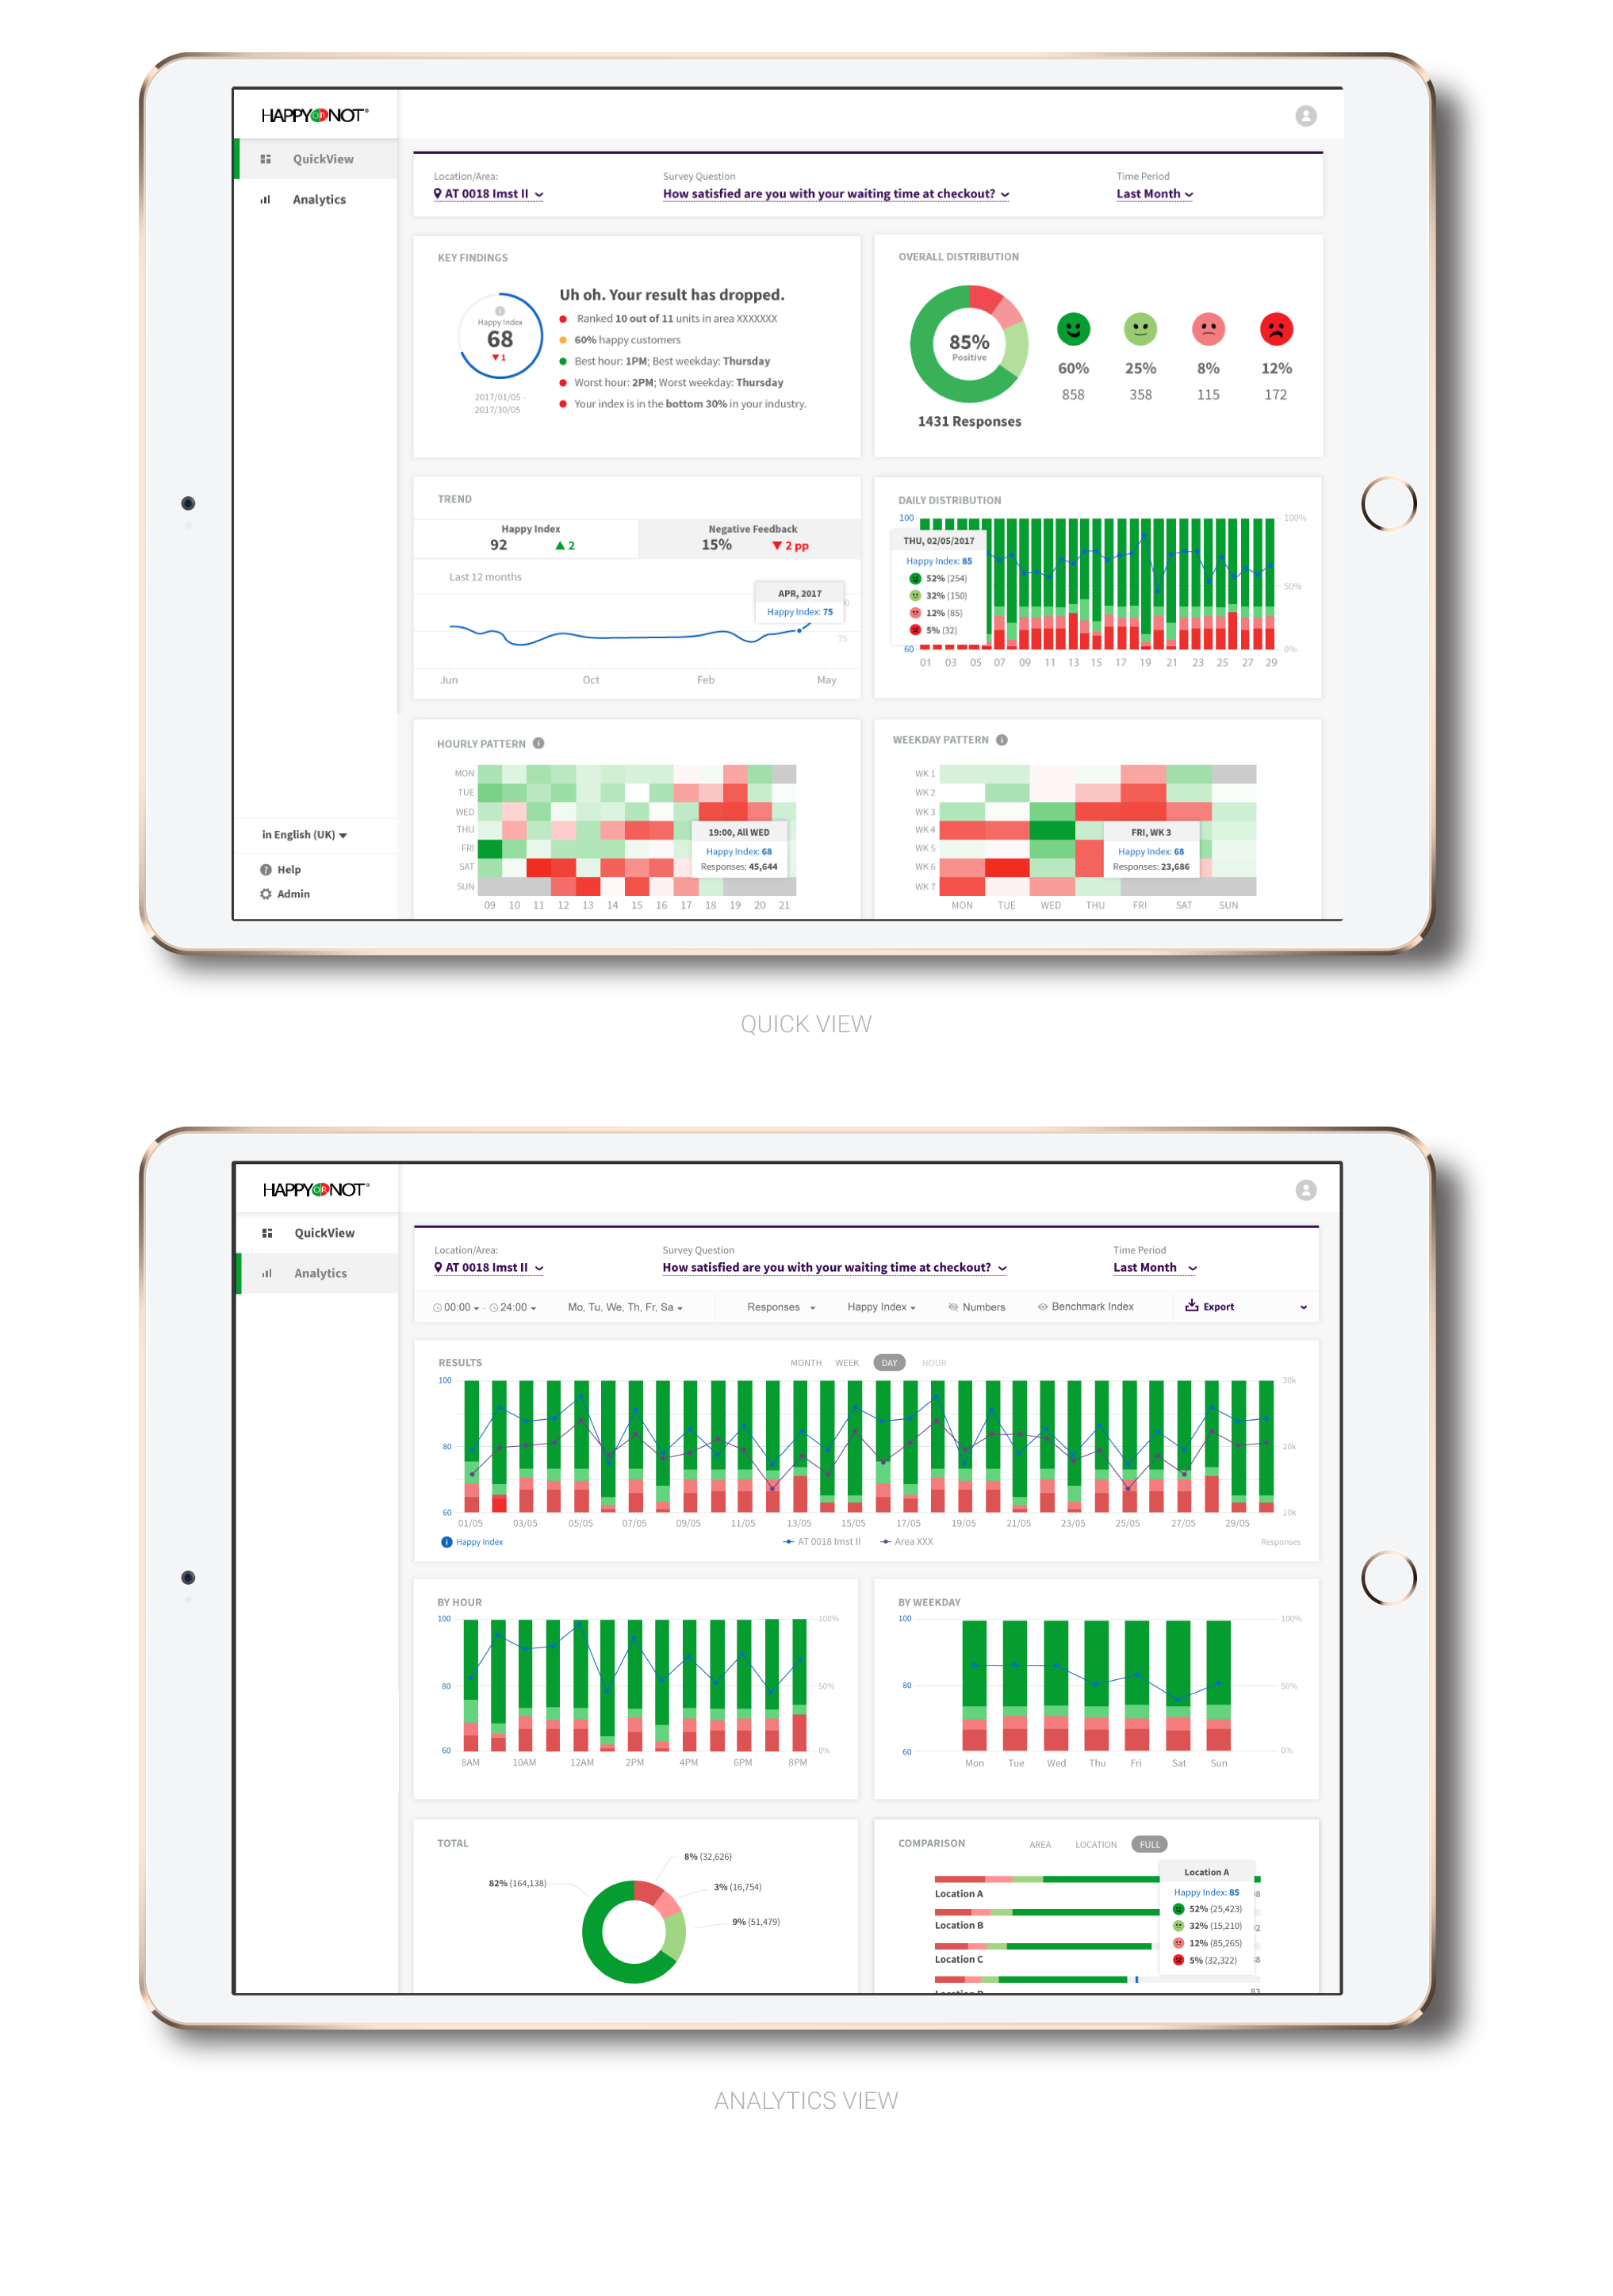 HAPPY OR NOT®
QuickView
Analytics
Location/Area:
AT 0018 Imst II
Survey Question
How satisfied are you with your waiting time at checkout?
Time Period
Last Month
KEY FINDINGS
Happy Index
68
▼1
2017/01/05 -
2017/30/05
Uh oh. Your result has dropped.
Ranked 10 out of 11 units in area XXXXXXX
60% happy customers
Best hour: 1PM; Best weekday: Thursday
Worst hour: 2PM; Worst weekday: Thursday
Your index is in the bottom 30% in your industry.
OVERALL DISTRIBUTION
85%
Positive
1431 Responses
60% 25% 8% 12%
858 358 115 172
TREND
Happy Index
92 ▲2
Negative Feedback
15% ▼2 pp
Last 12 months
APR, 2017
Happy Index: 75
75
Jun Oct Feb May
DAILY DISTRIBUTION
100 100%
THU, 02/05/2017
Happy Index: 85
52% (254)
32% (150)
12% (85)
5% (32)
50%
60 0%
01 03 05 07 09 11 13 15 17 19 21 23 25 27 29
HOURLY PATTERN
MON
TUE
WED
THU
FRI
SAT
SUN
19:00, All WED
Happy Index: 68
Responses: 45,644
09 10 11 12 13 14 15 16 17 18 19 20 21
WEEKDAY PATTERN
WK 1
WK 2
WK 3
WK 4
WK 5
WK 6
WK 7
FRI, WK 3
Happy Index: 68
Responses: 23,686
MON TUE WED THU FRI SAT SUN
in English (UK)
Help
Admin
QUICK VIEW
HAPPY OR NOT®
QuickView
Analytics
Location/Area:
AT 0018 Imst II
Survey Question
How satisfied are you with your waiting time at checkout?
Time Period
Last Month
00:00 - 24:00 Mo, Tu, We, Th, Fr, Sa Responses Happy Index Numbers Benchmark Index Export
RESULTS
MONTH WEEK DAY HOUR
100 30k
80 20k
60 10k
01/05 03/05 05/05 07/05 09/05 11/05 13/05 15/05 17/05 19/05 21/05 23/05 25/05 27/05 29/05
Happy Index AT 0018 Imst II Area XXX Responses
BY HOUR
100 100%
80 50%
60 0%
8AM 10AM 12AM 2PM 4PM 6PM 8PM
BY WEEKDAY
100 100%
80 50%
60 0%
Mon Tue Wed Thu Fri Sat Sun
TOTAL
8% (32,626)
82% (164,138)
3% (16,754)
9% (51,479)
COMPARISON
AREA LOCATION FULL
Location A
Location B
Location C
Location A
Happy Index: 85
52% (25,423)
32% (15,210)
12% (85,265)
5% (32,322)
83
ANALYTICS VIEW